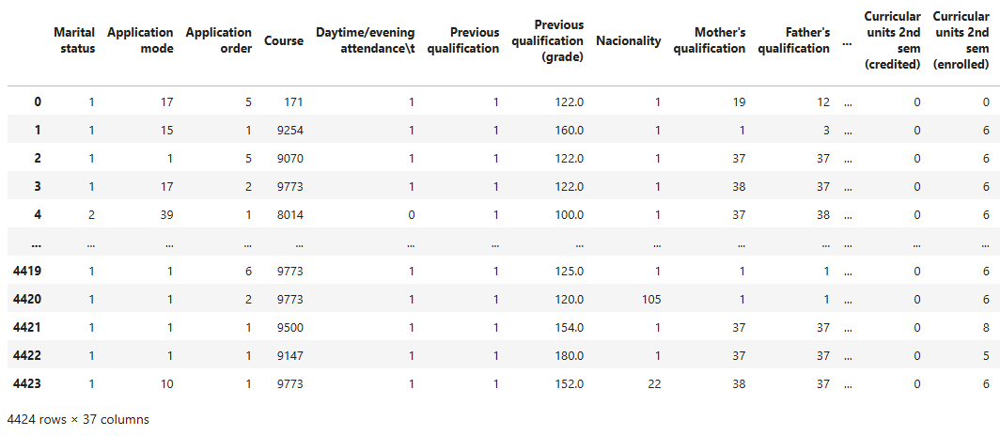 Marital status Application mode Application order Course Daytime/evening attendance\t Previous qualification Previous qualification (grade) Nacionality Mother's qualification Father's qualification ... Curricular units 2nd sem (credited) Curricular units 2nd sem (enrolled)
0 1 17 5 171 1 1 122.0 1 19 12 ... 0 0
1 1 15 1 9254 1 1 160.0 1 1 3 ... 0 6
2 1 1 5 9070 1 1 122.0 1 37 37 ... 0 6
3 1 17 2 9773 1 1 122.0 1 38 37 ... 0 6
4 2 39 1 8014 0 1 100.0 1 37 38 ... 0 6
... ... ... ... ... ... ... ... ... ... ... ... ... ...
4419 1 1 6 9773 1 1 125.0 1 1 1 ... 0 6
4420 1 1 2 9773 1 1 120.0 105 1 1 ... 0 6
4421 1 1 1 9500 1 1 154.0 1 37 37 ... 0 8
4422 1 1 1 9147 1 1 180.0 1 37 37 ... 0 5
4423 1 10 1 9773 1 1 152.0 22 38 37 ... 0 6
4424 rows × 37 columns